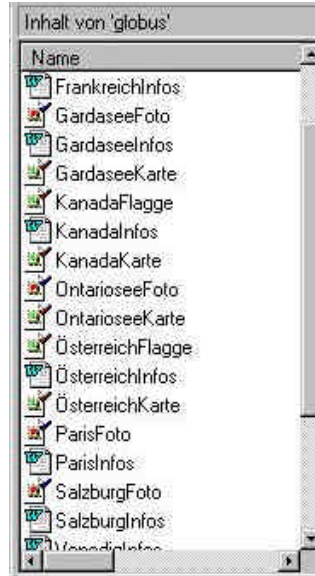 Inhalt von 'globus'
Name
FrankreichInfos
GardaseeFoto
GardaseeInfos
GardaseeKarte
KanadaFlagge
KanadaInfos
KanadaKarte
OntarioseeFoto
OntarioseeKarte
ÖsterreichFlagge
ÖsterreichInfos
ÖsterreichKarte
ParisFoto
ParisInfos
SalzburgFoto
SalzburgInfos